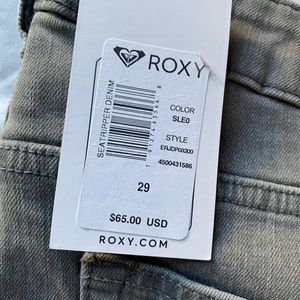 ROXY
SEATRIPPER DENIM
COLOR
SLE0
STYLE
ERJDP03200
4500431586
29
$65.00 USD
ROXY.COM